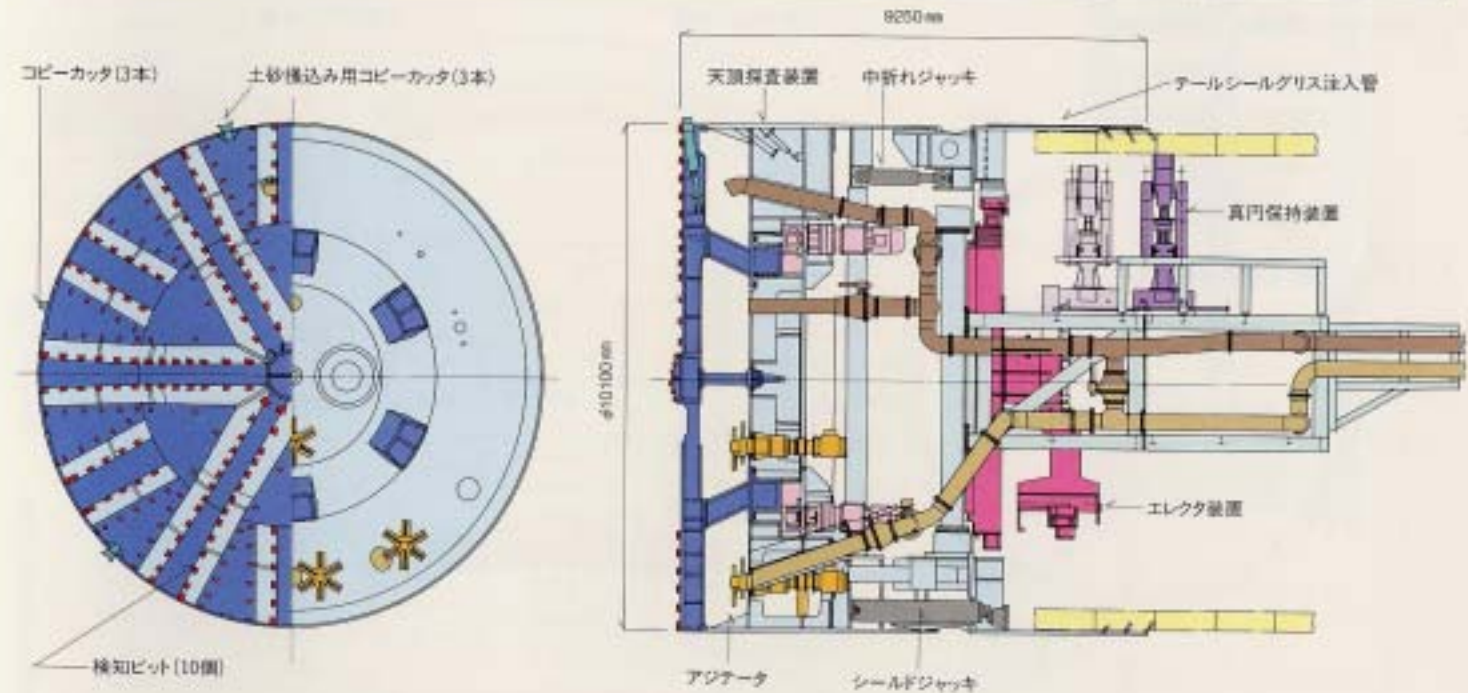 9250㎜
コピーカッタ(3本)
土砂掻込み用コピーカッタ(3本)
天頂探査装置
中折れジャッキ
テールシールグリス注入管
真円保持装置
φ10100㎜
エレクタ装置
検知ビット(10個)
アジテータ
シールドジャッキ